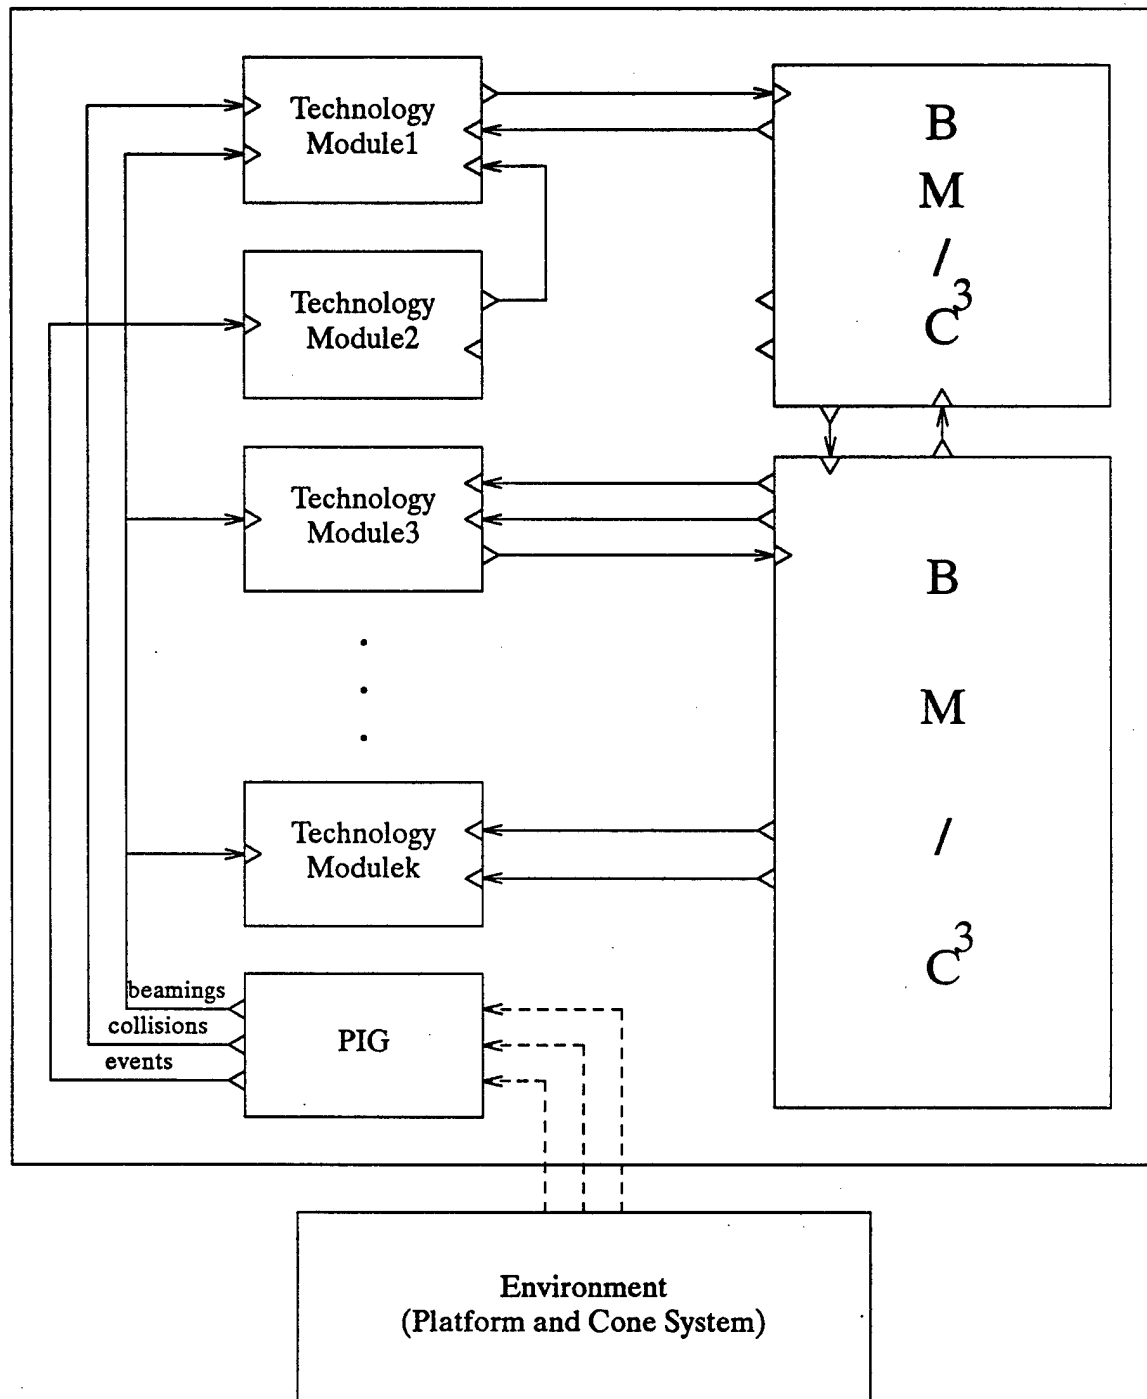 Technology
Module1
B
M
/
C³
Technology
Module2
Technology
Module3
B
M
/
C³
Technology
Modulek
beamings
collisions
events
PIG
Environment
(Platform and Cone System)